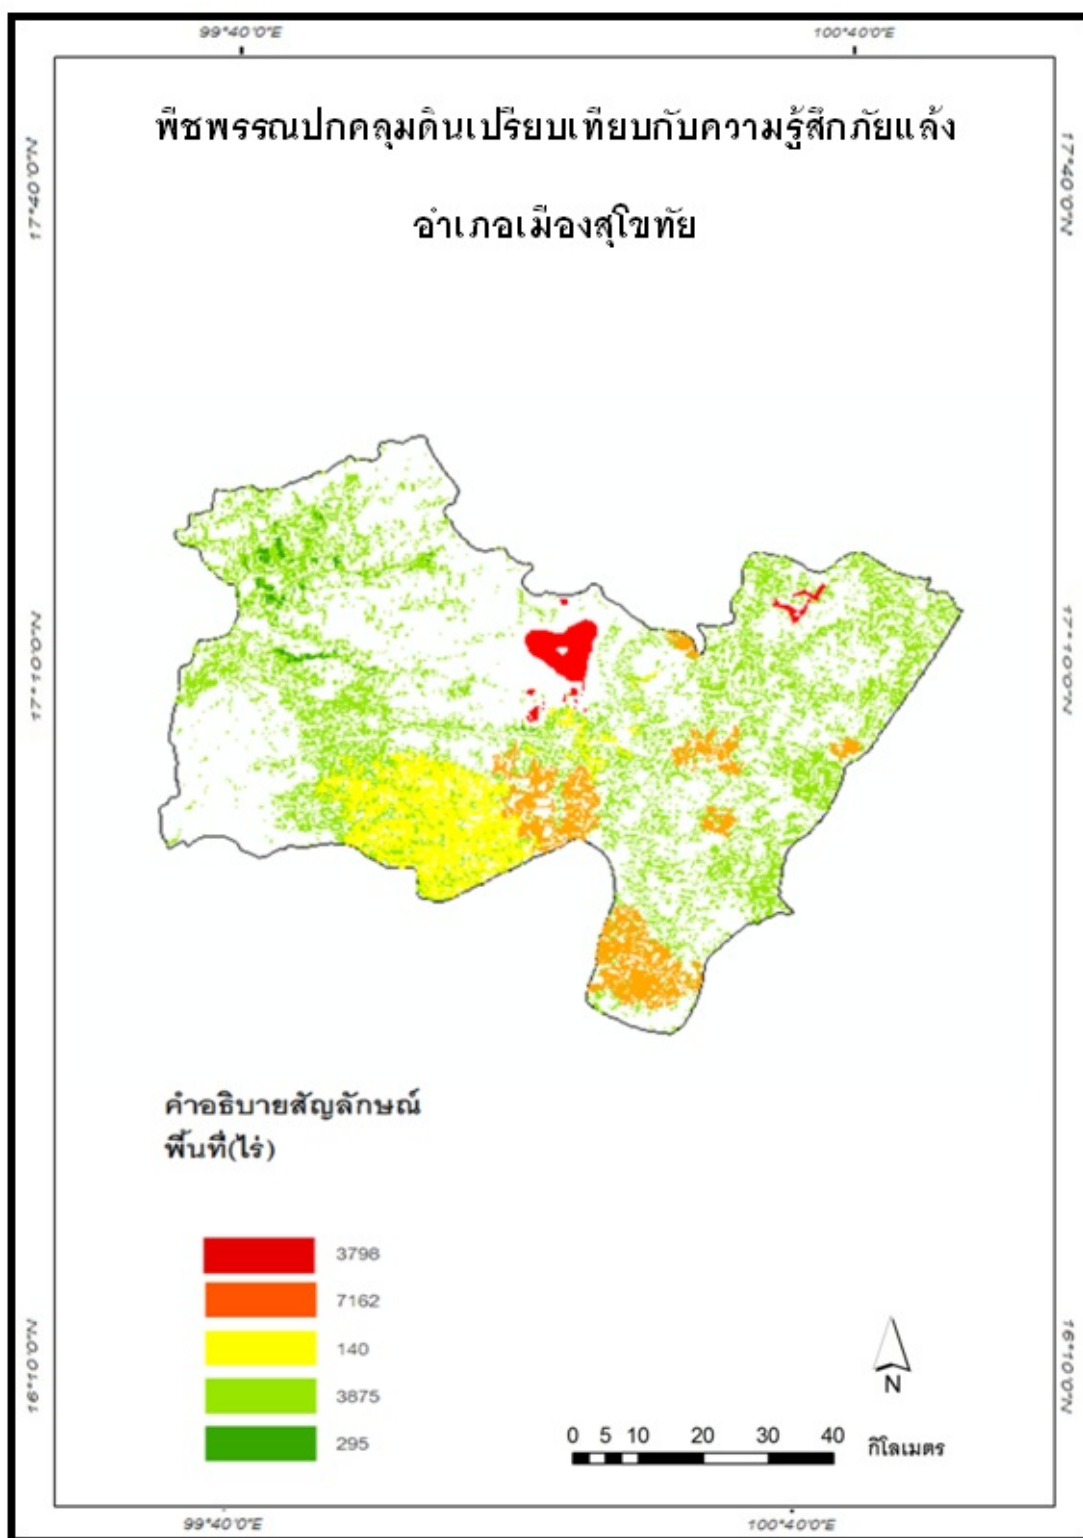 99°40'0"E 100°40'0"E
พืชพรรณปกคลุมดินเปรียบเทียบกับความรู้สึกภัยแล้ง
อำเภอเมืองสุโขทัย
17°40'0"N 17°40'0"N
17°10'0"N 17°10'0"N
คำอธิบายสัญลักษณ์
พื้นที่(ไร่)
3798
7162
140
3875
295
16°10'0"N 16°10'0"N
N
0 5 10 20 30 40 กิโลเมตร
99°40'0"E 100°40'0"E